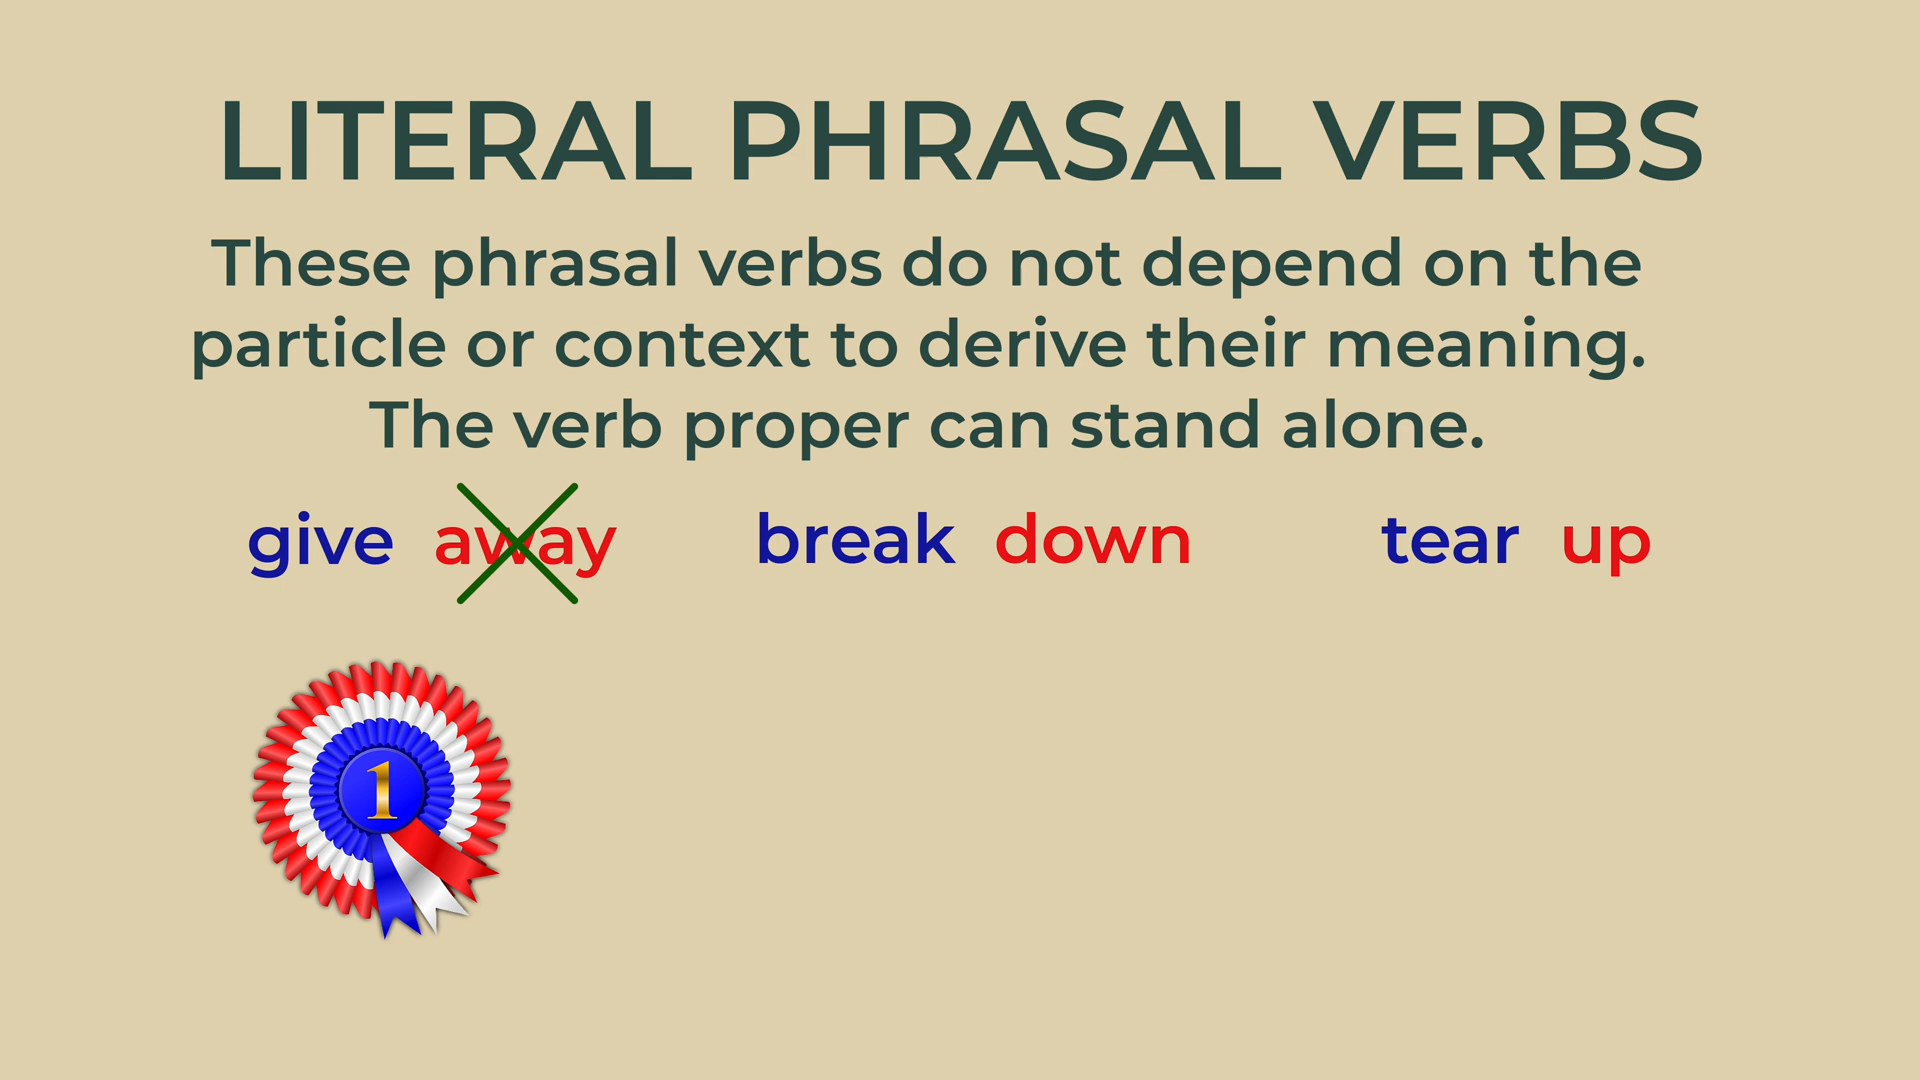 LITERAL PHRASAL VERBS
These phrasal verbs do not depend on the
particle or context to derive their meaning.
The verb proper can stand alone.
give away break down tear up
1